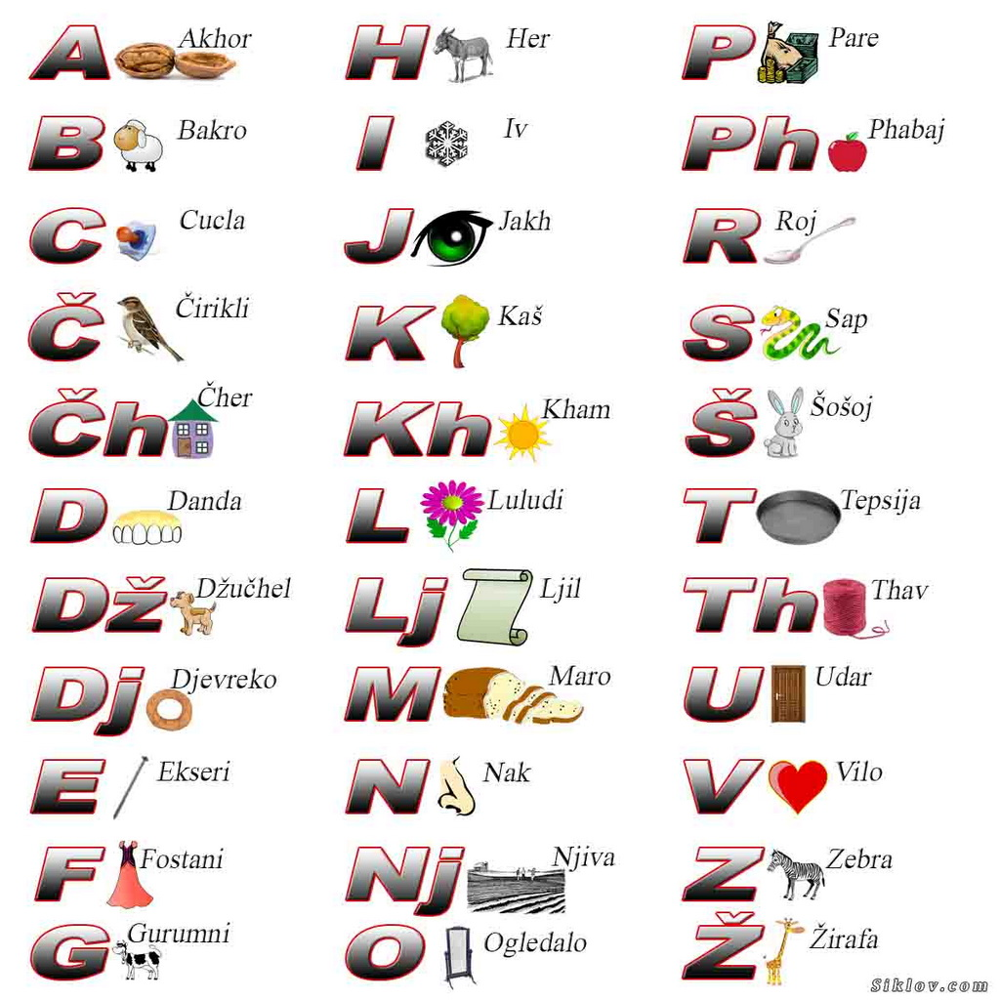 A Akhor
B Bakro
C Cucla
Č Čirikli
Čh Čher
D Danda
Dž Džučhel
Dj Djevreko
E Ekseri
F Fostani
G Gurumni
H Her
I Iv
J Jakh
K Kaš
Kh Kham
L Luludi
Lj Ljil
M Maro
N Nak
Nj Njiva
O Ogledalo
P Pare
Ph Phabaj
R Roj
S Sap
Š Šošoj
T Tepsija
Th Thav
U Udar
V Vilo
Z Zebra
Ž Žirafa
Siklov.com